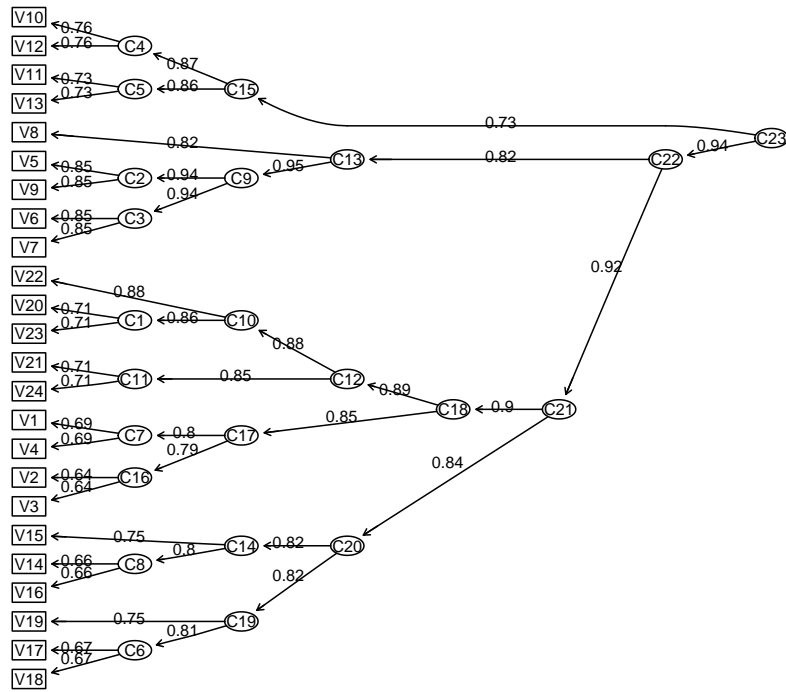 V10
0.76
V12
0.76
C4
0.87
V11
0.73
C5
0.86
C15
V13
0.73
V8
0.82
0.73
C23
V5
0.85
C13
0.82
C22
0.94
V9
0.85
C2
0.94
C9
0.95
V6
0.85
C3
0.94
V7
0.85
V22
0.88
0.92
V20
0.71
C1
0.86
C10
V23
0.71
0.88
V21
0.71
C11
0.85
C12
V24
0.71
0.89
V1
0.69
0.85
C18
0.9
C21
V4
0.69
C7
0.8
C17
V2
0.64
C16
0.79
V3
0.64
0.84
V15
0.75
V14
0.66
C8
0.8
C14
0.82
C20
V16
0.66
0.82
V19
0.75
C19
V17
0.67
C6
0.81
V18
0.67